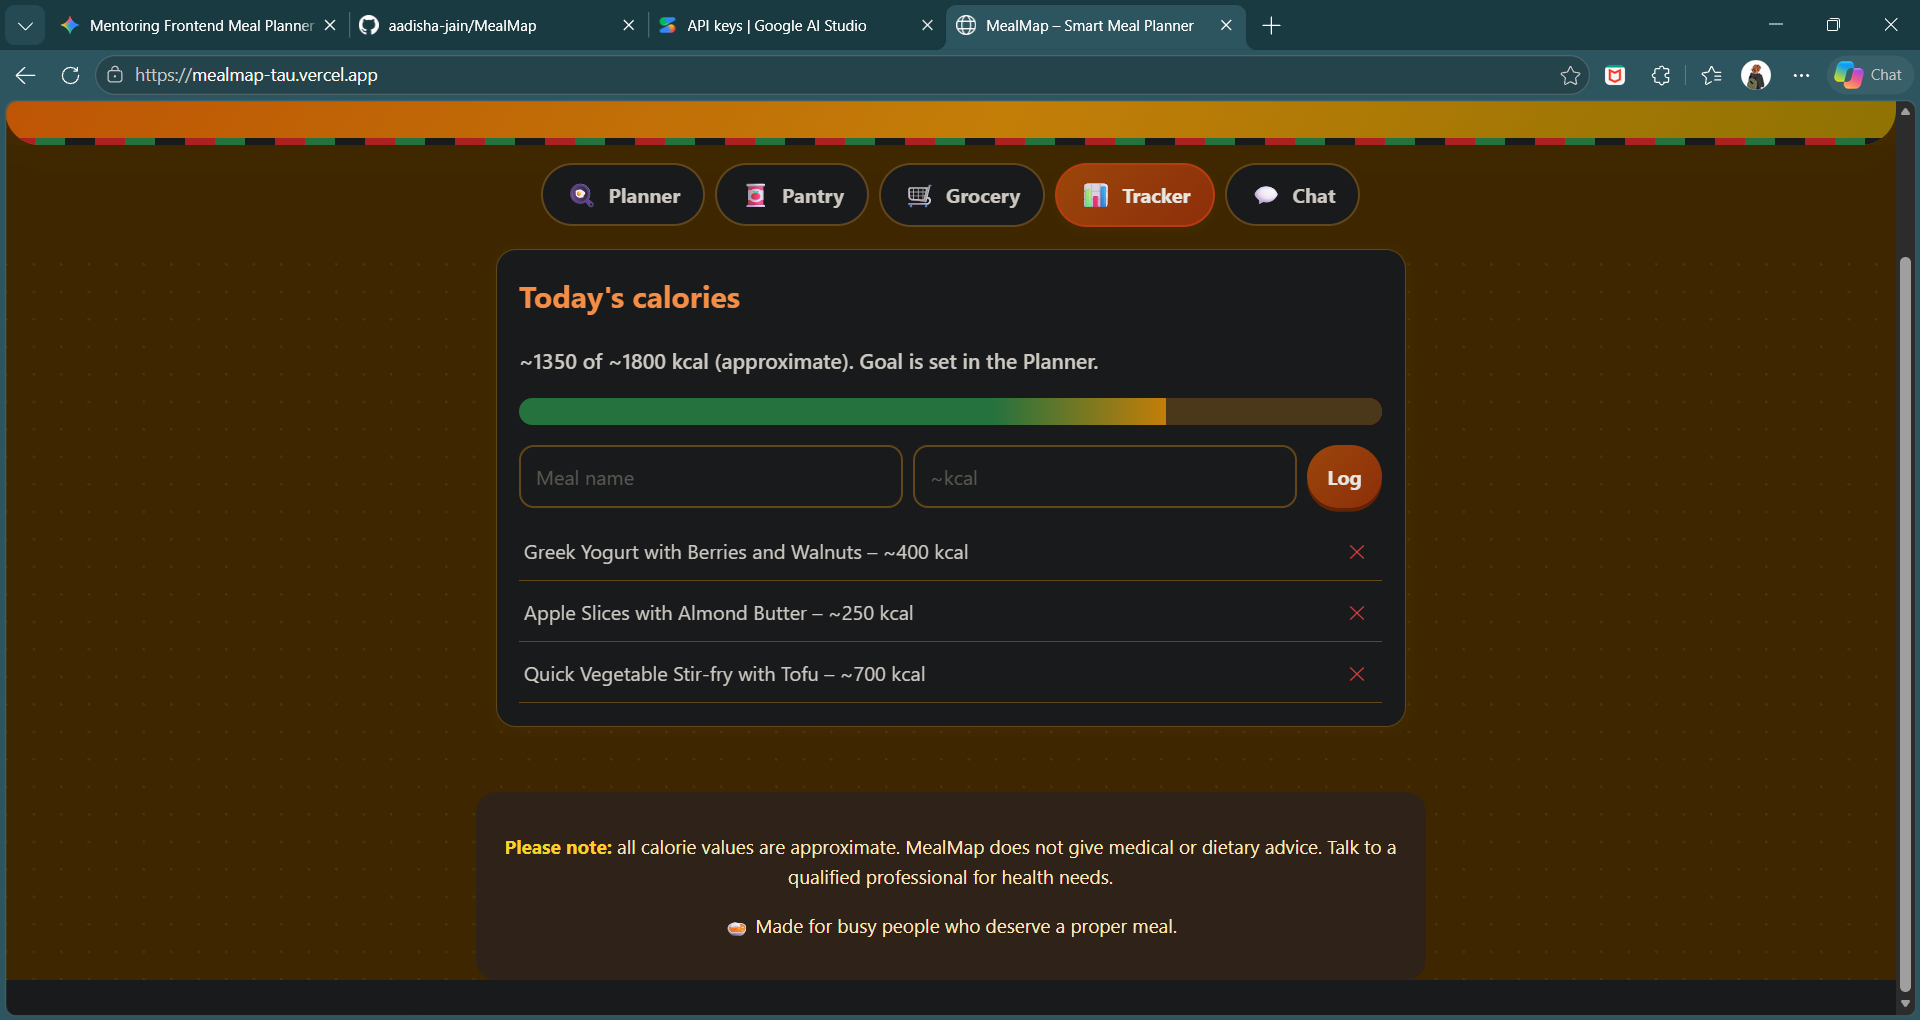 Mentoring Frontend Meal Planner
aadisha-jain/MealMap
API keys | Google AI Studio
MealMap – Smart Meal Planner
https://mealmap-tau.vercel.app
Chat
Planner
Pantry
Grocery
Tracker
Chat
Today's calories
~1350 of ~1800 kcal (approximate). Goal is set in the Planner.
Meal name
~kcal
Log
Greek Yogurt with Berries and Walnuts – ~400 kcal
Apple Slices with Almond Butter – ~250 kcal
Quick Vegetable Stir-fry with Tofu – ~700 kcal
Please note: all calorie values are approximate. MealMap does not give medical or dietary advice. Talk to a
qualified professional for health needs.
Made for busy people who deserve a proper meal.